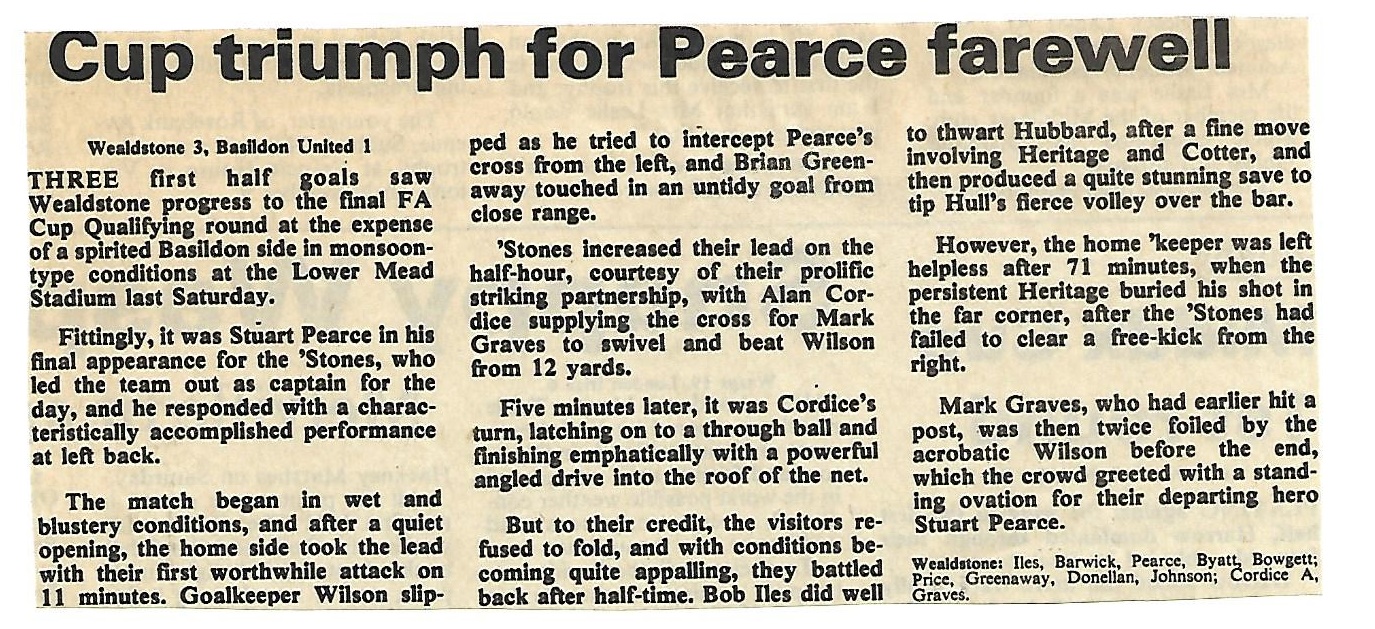 Cup triumph for Pearce farewell
Wealdstone 3, Basildon United 1
THREE first half goals saw
Wealdstone progress to the final FA
Cup Qualifying round at the expense
of a spirited Basildon side in monsoon-
type conditions at the Lower Mead
Stadium last Saturday.
Fittingly, it was Stuart Pearce in his
final appearance for the 'Stones, who
led the team out as captain for the
day, and he responded with a charac-
teristically accomplished performance
at left back.
The match began in wet and
blustery conditions, and after a quiet
opening, the home side took the lead
with their first worthwhile attack on
11 minutes. Goalkeeper Wilson slip-
ped as he tried to intercept Pearce's
cross from the left, and Brian Green-
away touched in an untidy goal from
close range.
'Stones increased their lead on the
half-hour, courtesy of their prolific
striking partnership, with Alan Cor-
dice supplying the cross for Mark
Graves to swivel and beat Wilson
from 12 yards.
Five minutes later, it was Cordice's
turn, latching on to a through ball and
finishing emphatically with a powerful
angled drive into the roof of the net.
But to their credit, the visitors re-
fused to fold, and with conditions be-
coming quite appalling, they battled
back after half-time. Bob Iles did well
to thwart Hubbard, after a fine move
involving Heritage and Cotter, and
then produced a quite stunning save to
tip Hull's fierce volley over the bar.
However, the home 'keeper was left
helpless after 71 minutes, when the
persistent Heritage buried his shot in
the far corner, after the 'Stones had
failed to clear a free-kick from the
right.
Mark Graves, who had earlier hit a
post, was then twice foiled by the
acrobatic Wilson before the end,
which the crowd greeted with a stand-
ing ovation for their departing hero
Stuart Pearce.
Wealdstone: Iles, Barwick, Pearce, Byatt, Bowgett;
Price, Greenaway, Donellan, Johnson; Cordice A,
Graves.